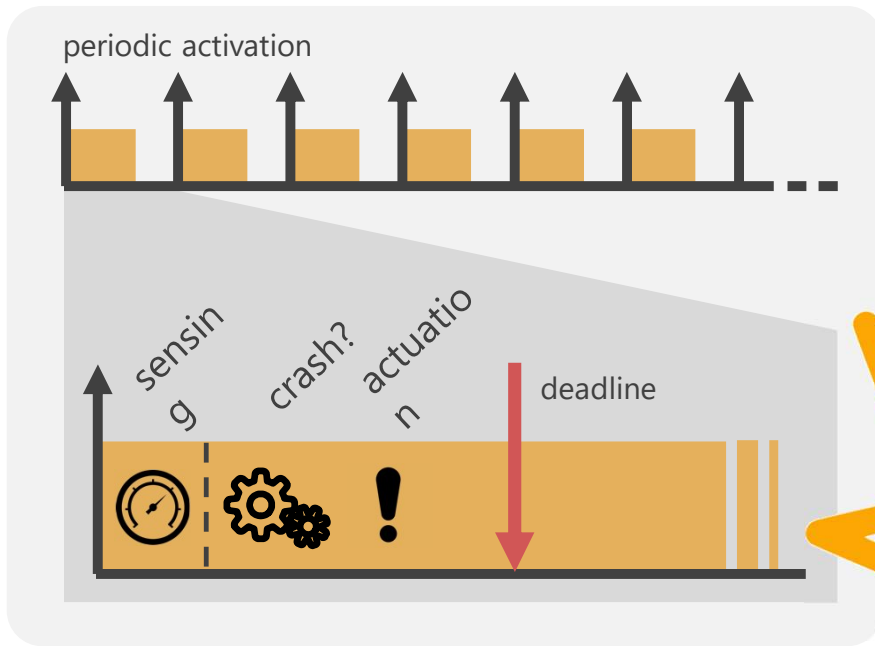 periodic activation
sensin
g
crash?
actuatio
n
deadline